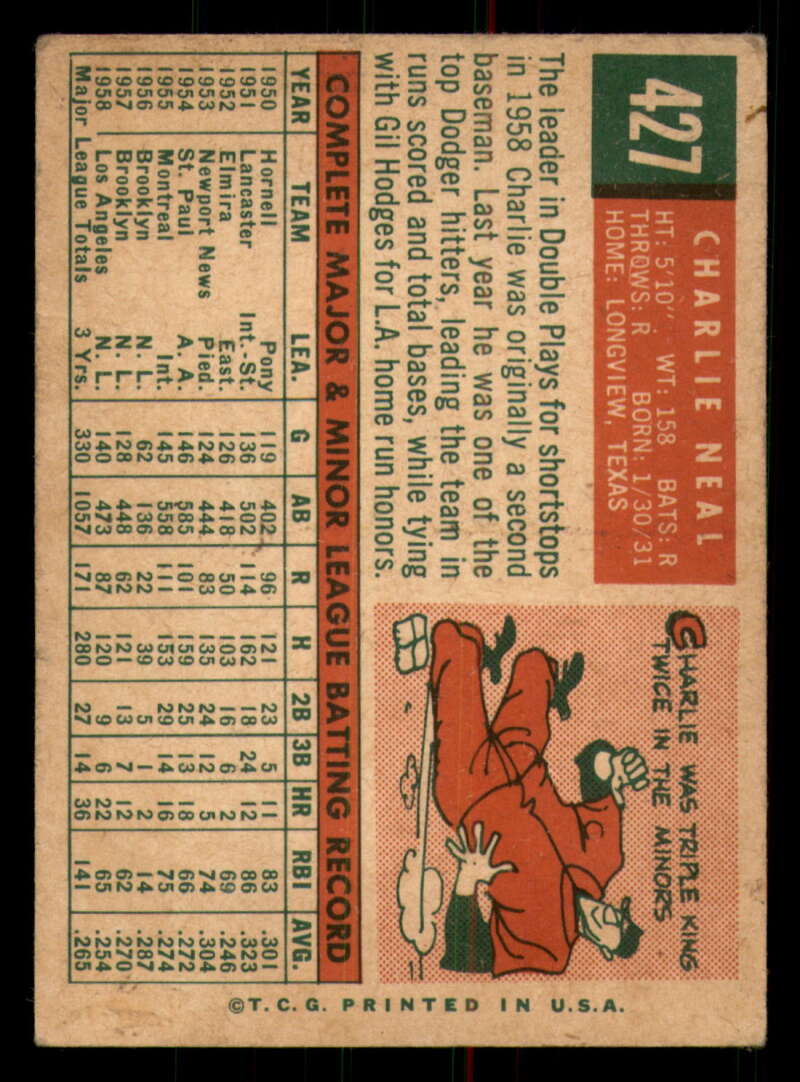 427
CHARLIE NEAL
HT: 5'10" WT: 158 BATS: R
THROWS: R BORN: 1/30/31
HOME: LONGVIEW, TEXAS
The leader in Double Plays for shortstops
in 1958 Charlie was originally a second
baseman. Last year he was one of the
top Dodger hitters, leading the team in
runs scored and total bases, while tying
with Gil Hodges for L.A. home run honors.
CHARLIE WAS TRIPLE KING
TWICE IN THE MINORS
COMPLETE MAJOR & MINOR LEAGUE BATTING RECORD
YEAR TEAM LEA. G AB R H 2B 3B HR RBI AVG.
1950 Hornell Pony 119 402 96 121 23 5 11 83 .301
1951 Lancaster Int.-St. 136 502 114 162 18 24 12 86 .323
1952 Elmira East. 126 418 50 103 16 6 2 69 .246
1953 Newport News Pied. 124 444 83 135 24 12 5 74 .304
1954 St. Paul A. A. 146 585 101 159 25 13 18 66 .272
1955 Montreal Int. 145 558 111 153 29 14 16 75 .274
1956 Brooklyn N. L. 62 136 22 39 5 1 2 14 .287
1957 Brooklyn N. L. 128 448 62 121 13 7 12 62 .270
1958 Los Angeles N. L. 140 473 87 120 9 6 22 65 .254
Major League Totals 3 Yrs. 330 1057 171 280 27 14 36 141 .265
©T.C.G. PRINTED IN U.S.A.